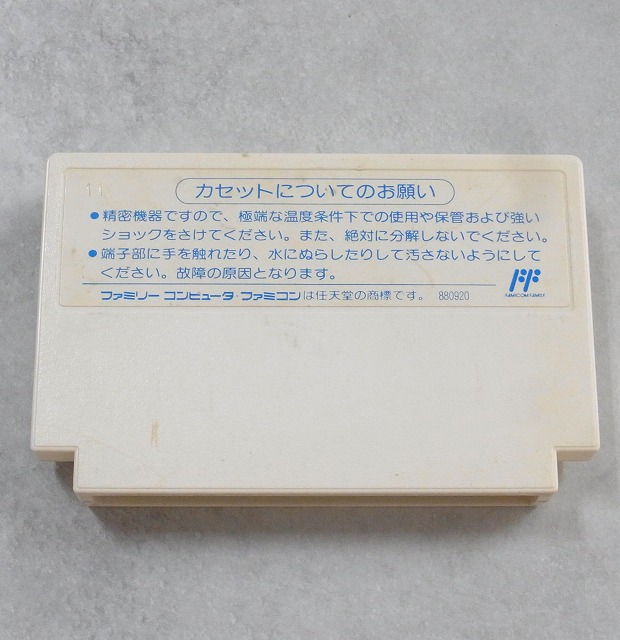 11
カセットについてのお願い
●精密機器ですので、極端な温度条件下での使用や保管および強い
ショックをさけてください。また、絶対に分解しないでください。
●端子部に手を触れたり、水にぬらしたりして汚さないようにして
ください。故障の原因となります。
ファミリー コンピュータ・ファミコンは任天堂の商標です。 880920
FAMICOM FAMILY